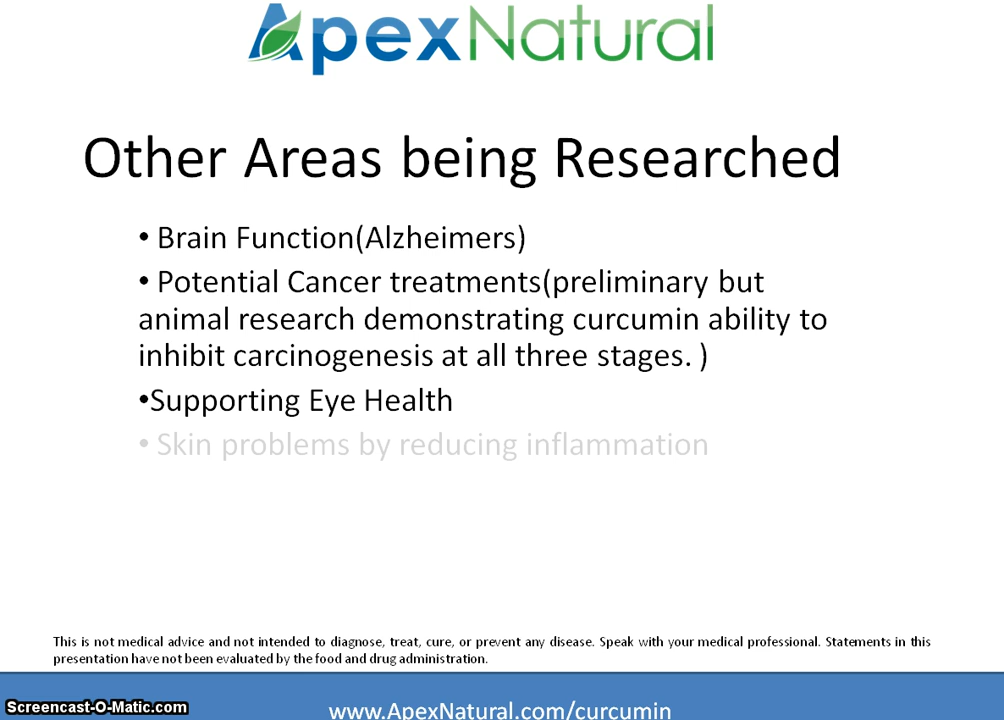 ApexNatural
Other Areas being Researched
• Brain Function(Alzheimers)
• Potential Cancer treatments(preliminary but
animal research demonstrating curcumin ability to
inhibit carcinogenesis at all three stages. )
•Supporting Eye Health
• Skin problems by reducing inflammation
This is not medical advice and not intended to diagnose, treat, cure, or prevent any disease. Speak with your medical professional. Statements in this
presentation have not been evaluated by the food and drug administration.
Screencast-O-Matic.com
www.ApexNatural.com/curcumin